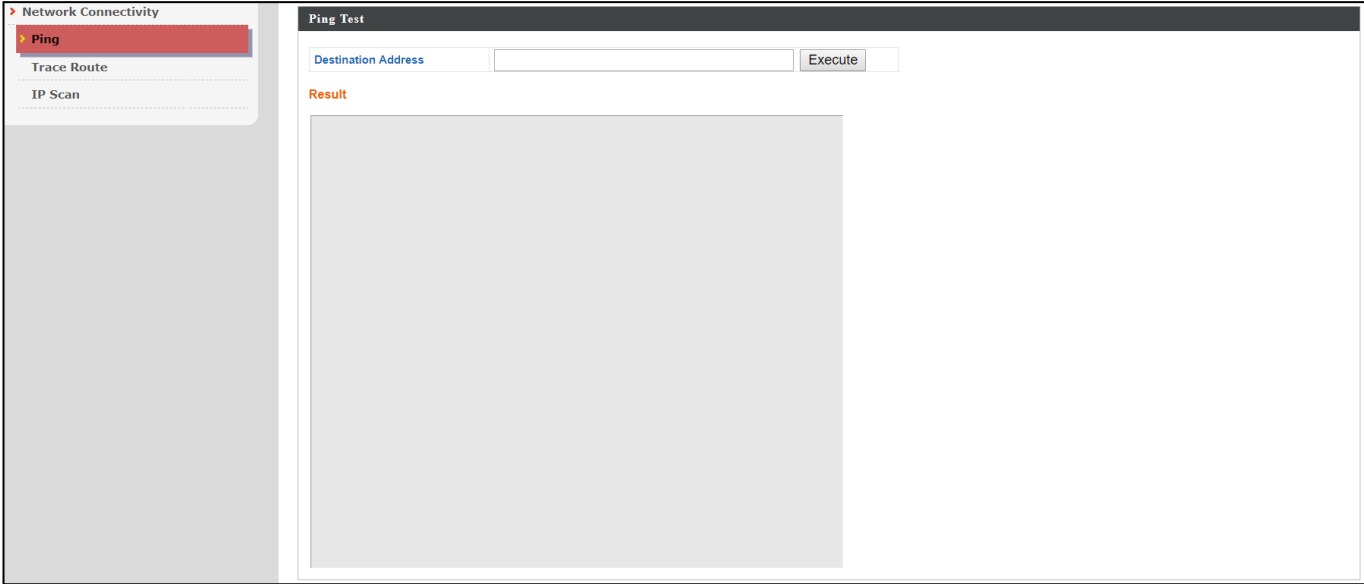 Network Connectivity
Ping
Trace Route
IP Scan
Ping Test
Destination Address
Execute
Result